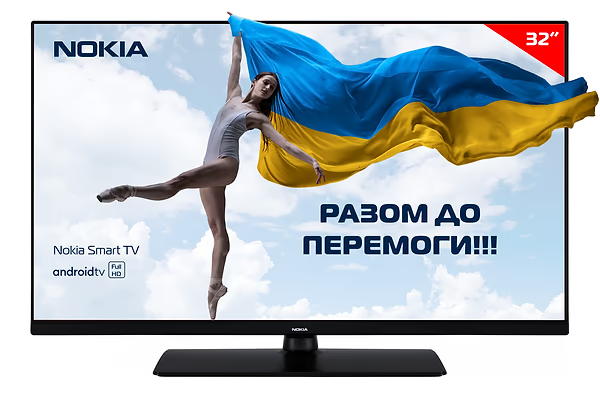 NOKIA
32″
РАЗОМ ДО
ПЕРЕМОГИ!!!
Nokia Smart TV
androidtv Full HD
NOKIA